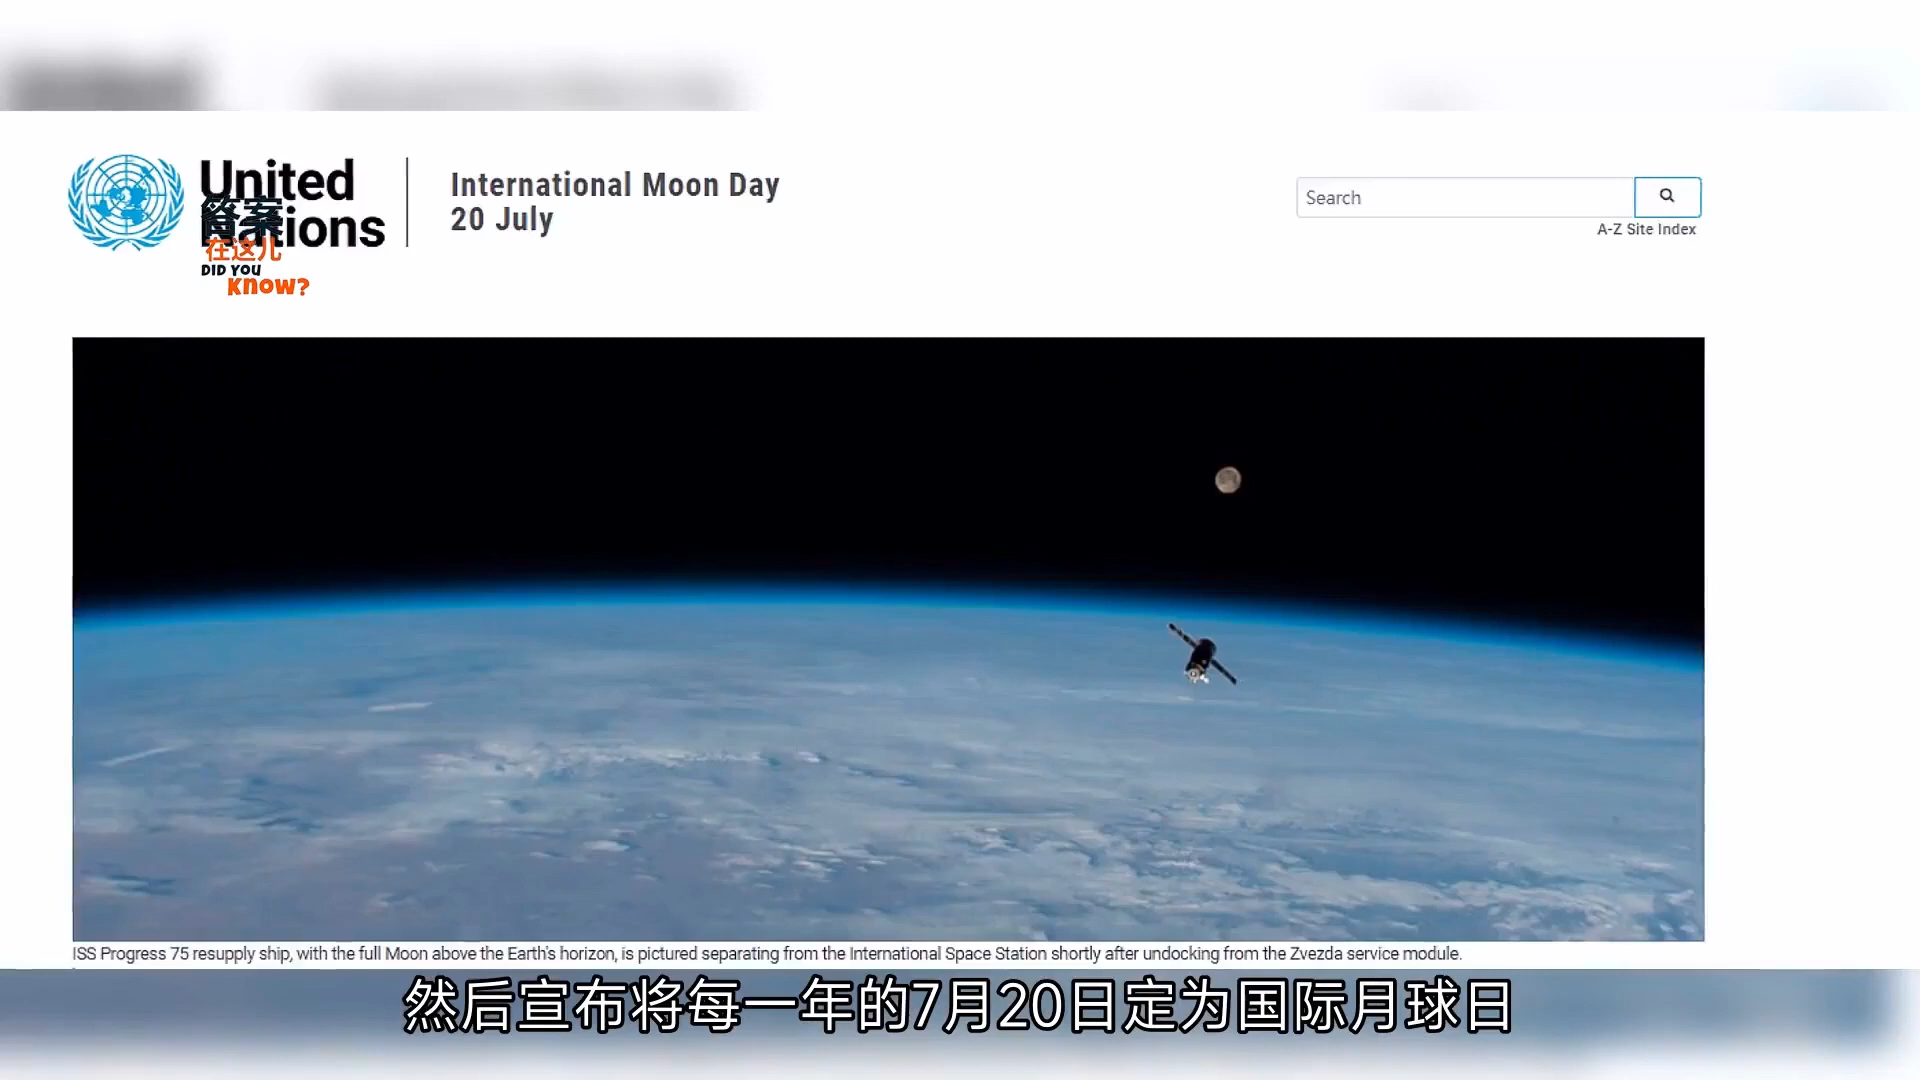 United
Nations
答案
在这儿
DID YOU
KNOW?
International Moon Day
20 July
Search
A-Z Site Index
ISS Progress 75 resupply ship, with the full Moon above the Earth's horizon, is pictured separating from the International Space Station shortly after undocking from the Zvezda service module.
然后宣布将每一年的7月20日定为国际月球日